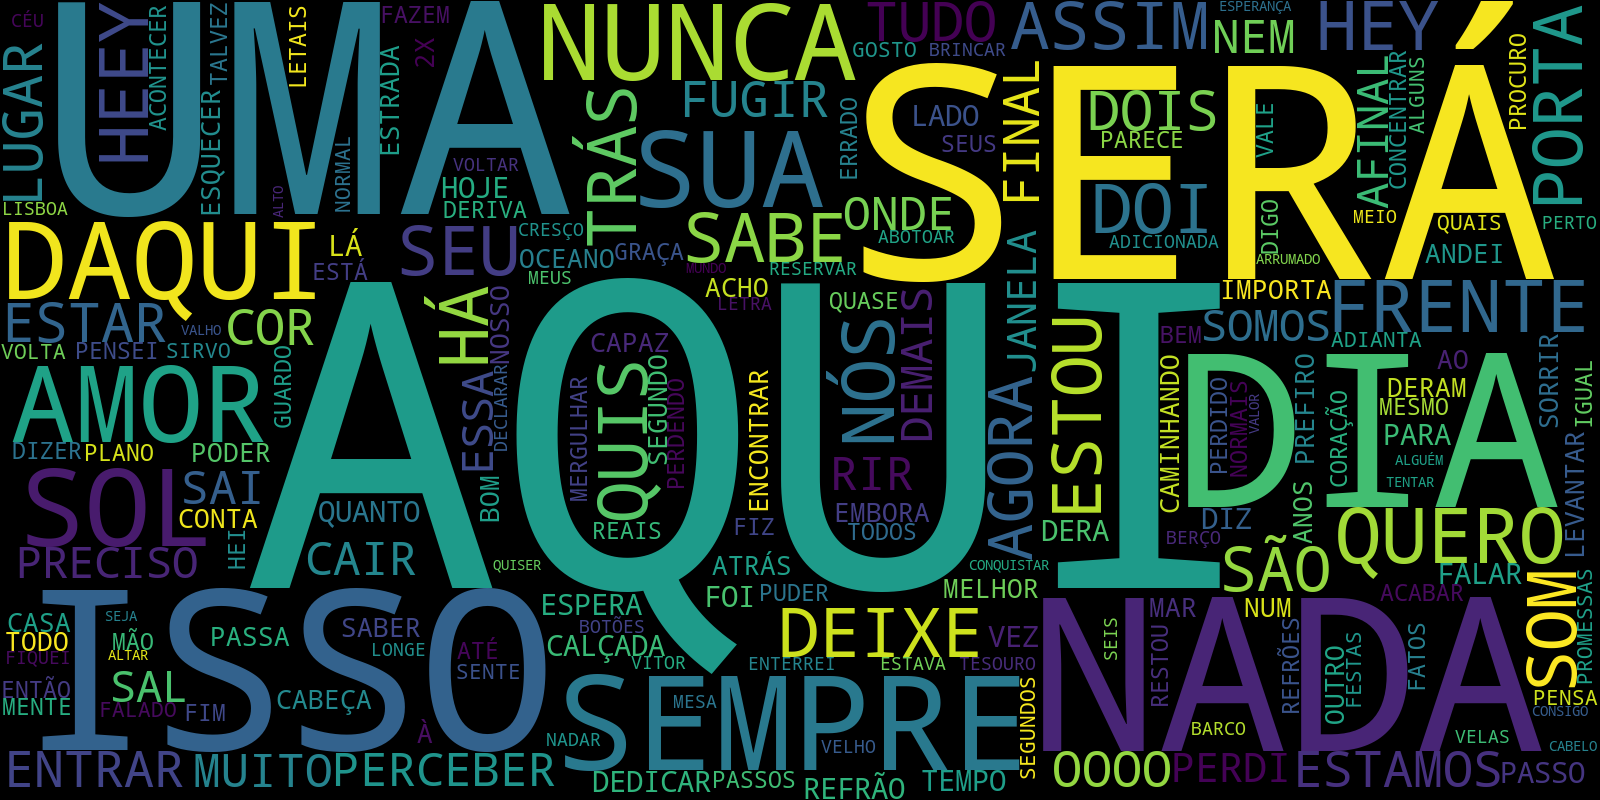 CÉU
HEEY
ACONTECER
TALVEZ
LETAIS
FAZEM
2X
NUNCA
TUDO
GOSTO
BRINCAR
ASSIM
ESPERANÇA
NEM
HEY
PORTA
LUGAR
UMA
ESQUECER
NORMAL
ESTRADA
ALTO
VOLTAR
HOJE
DERIVA
TRÁS
FUGIR
SUA
ERRADO
LADO
SEUS
FINAL
SERÁ
DOIS
PARECE
VALE
AFINAL
CONCENTRAR
ALGUNS
PROCURO
LISBOA
DAQUI
LÁ
ESTÁ
SEU
CRESÇO
OCEANO
MEUS
GRAÇA
SABE
MUNDO
RESERVAR
ONDE
ABOTOAR
DOI
ADICIONADA
DIGO
ARRUMADO
MEIO
QUAIS
ANDEI
PERTO
ESTAR
VALHO
COR
VOLTA
PENSEI
SIRVO
HÁ
NOSSO
ACHO
LETRA
QUASE
JANELA
IMPORTA
FRENTE
SOMOS
BEM
ADIANTA
AMOR
GUARDO
ESSA
DECLARAR
CAPAZ
MERGULHAR
QUIS
SEGUNDO
PERDENDO
ENCONTRAR
NÓS
DEMAIS
AGORA
ESTOU
CAMINHANDO
DIA
PERDIDO
NORMAIS
VALOR
PREFIRO
CORAÇÃO
AO
DERAM
MESMO
PARA
ALGUÉM
TENTAR
SORRIR
IGUAL
DIZER
PLANO
PODER
SOL
SAI
CONTA
QUANTO
BOM
AQUI
REAIS
FIZ
RIR
EMBORA
TODOS
DERA
BERÇO
DIZ
ANOS
QUERO
LEVANTAR
PRECISO
HEI
CAIR
QUISER
ATRÁS
CONQUISTAR
SÃO
FALAR
ISSO
ESPERA
FOI
PUDER
MELHOR
MAR
NUM
ACABAR
SOM
PROMESSAS
CASA
SEJA
TODO
MÃO
FIQUEI
ALTAR
PASSA
SABER
LONGE
ATÉ
SENTE
BOTÕES
CALÇADA
VITOR
DEIXE
VEZ
ENTERREI
ESTAVA
TESOURO
SEIS
RESTOU
NADA
REFRÕES
OUTRO
FESTAS
FATOS
ENTÃO
MENTE
SAL
FALADO
FIM
CABEÇA
À
SEMPRE
MESA
VELHO
NADAR
SEGUNDOS
BARCO
VELAS
PENSA
CONSIGO
CABELO
ENTRAR
MUITO
PERCEBER
DEDICAR
PASSOS
REFRÃO
TEMPO
OOOO
PERDI
ESTAMOS
PASSO